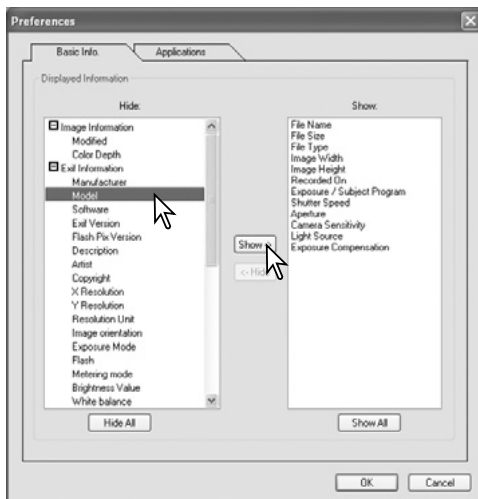 Preferences
Basic Info.
Applications
Displayed Information
Hide:
Image Information
Modified
Color Depth
Exif Information
Manufacturer
Model
Software
Exif Version
Flash Pix Version
Description
Artist
Copyright
X Resolution
Y Resolution
Resolution Unit
Image orientation
Exposure Mode
Flash
Metering mode
Brightness Value
White balance
Hide All
Show
<- Hide
Show:
File Name
File Size
File Type
Image Width
Image Height
Recorded On
Exposure / Subject Program
Shutter Speed
Aperture
Camera Sensitivity
Light Source
Exposure Compensation
Show All
OK
Cancel